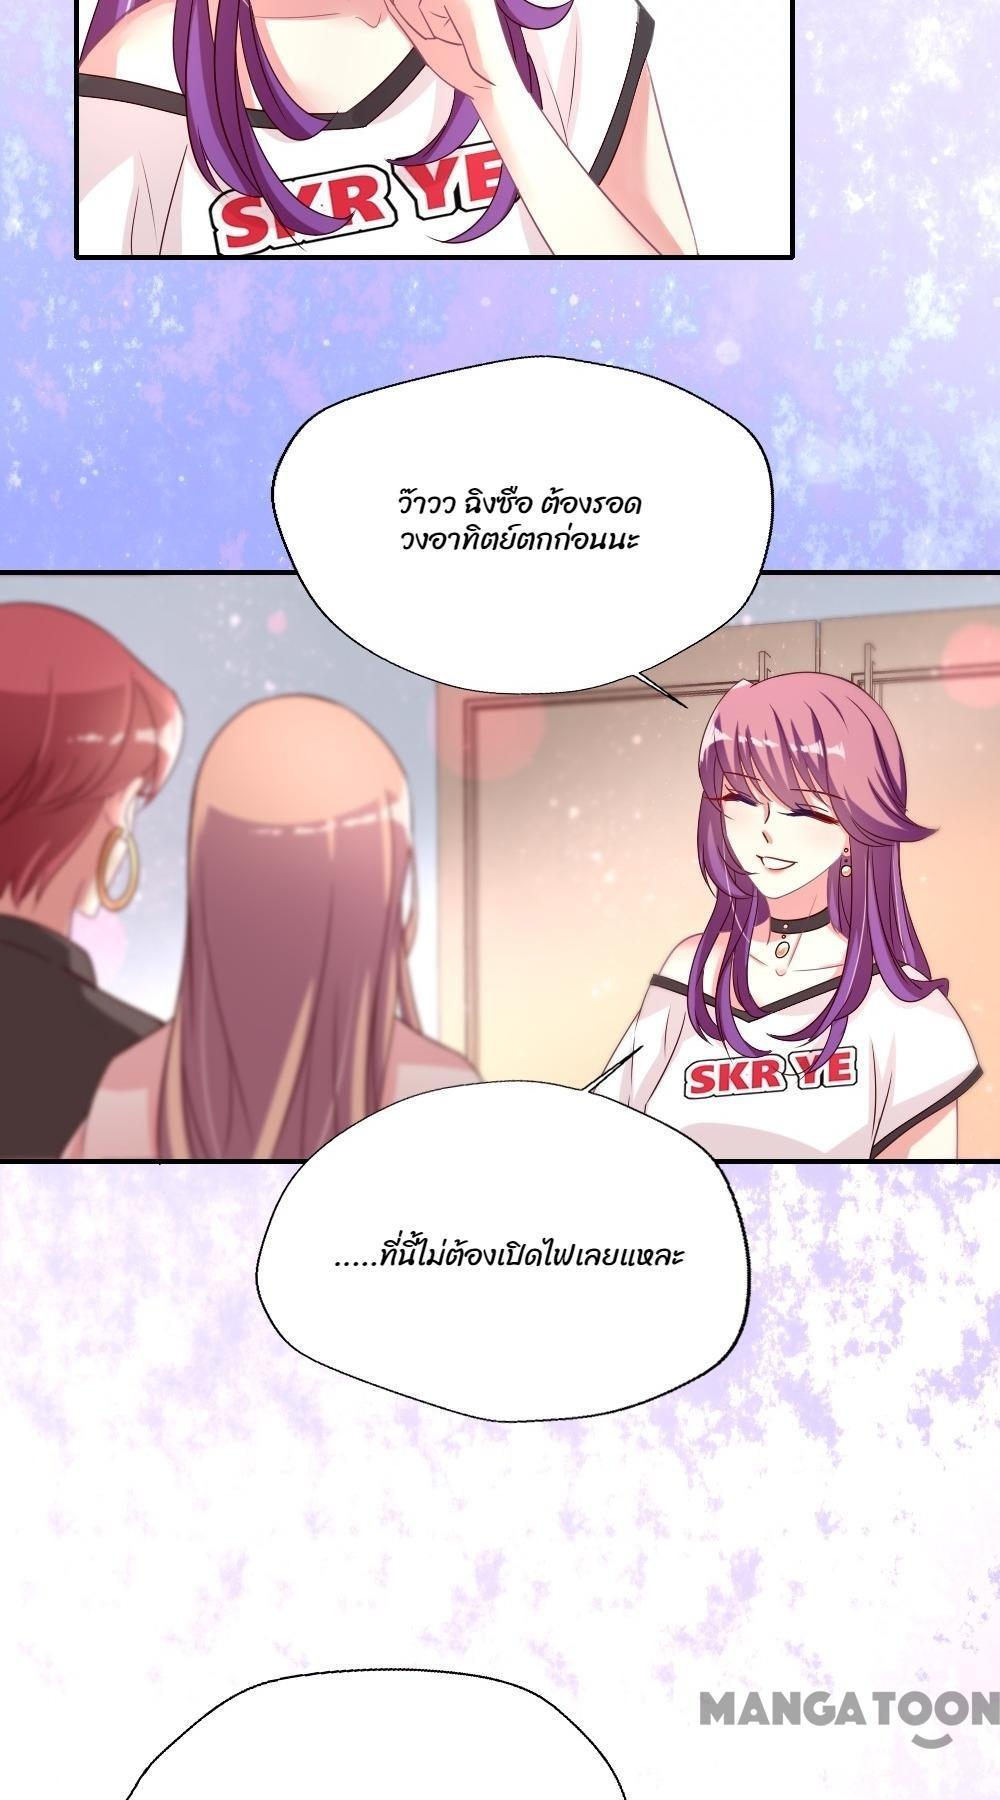 SKR YE
ว๊าวว ฉิงซือ ต้องรอด
วงอาทิตย์ตกก่อนนะ
SKR YE
.....ที่นี่ไม่ต้องเปิดไฟเลยแหละ
MANGATOON